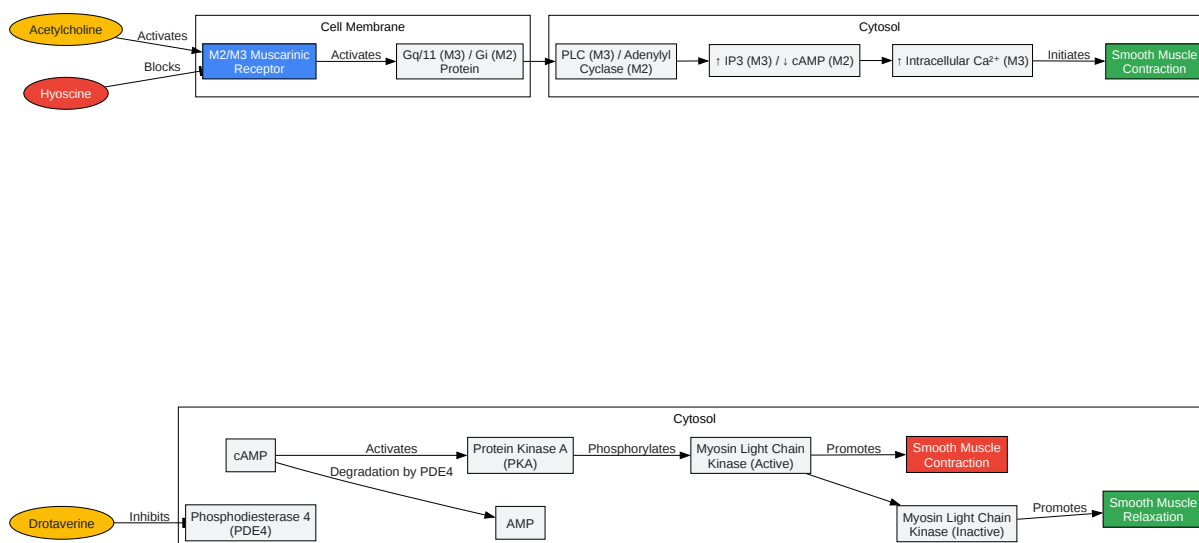 Cell Membrane
Cytosol
Acetylcholine
Activates
Hyoscine
Blocks
M2/M3 Muscarinic
Receptor
Activates
Gq/11 (M3) / Gi (M2)
Protein
PLC (M3) / Adenylyl
Cyclase (M2)
↑ IP3 (M3) / ↓ cAMP (M2)
↑ Intracellular Ca²⁺ (M3)
Initiates
Smooth Muscle
Contraction
Cytosol
cAMP
Activates
Degradation by PDE4
Protein Kinase A
(PKA)
Phosphorylates
Myosin Light Chain
Kinase (Active)
Promotes
Smooth Muscle
Contraction
Drotaverine
Inhibits
Phosphodiesterase 4
(PDE4)
AMP
Myosin Light Chain
Kinase (Inactive)
Promotes
Smooth Muscle
Relaxation